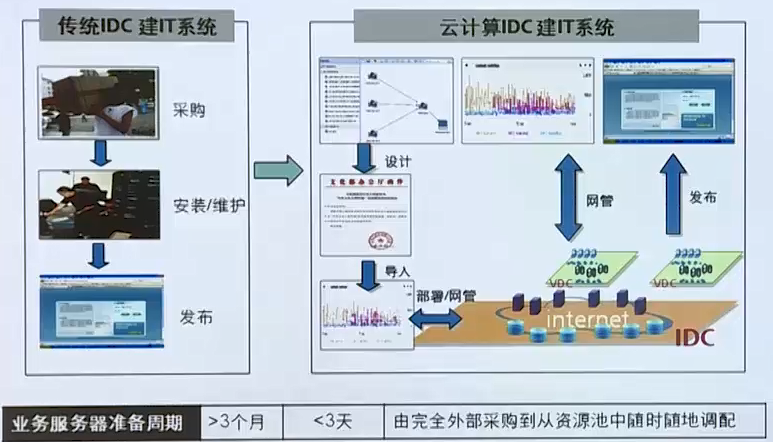 传统IDC 建IT系统
云计算IDC 建IT系统
采购
安装/维护
发布
设计
导入
部署/网管
网管
发布
VDC
VDC
internet
IDC
业务服务器准备周期
>3个月
<3天
由完全外部采购到从资源池中随时随地调配